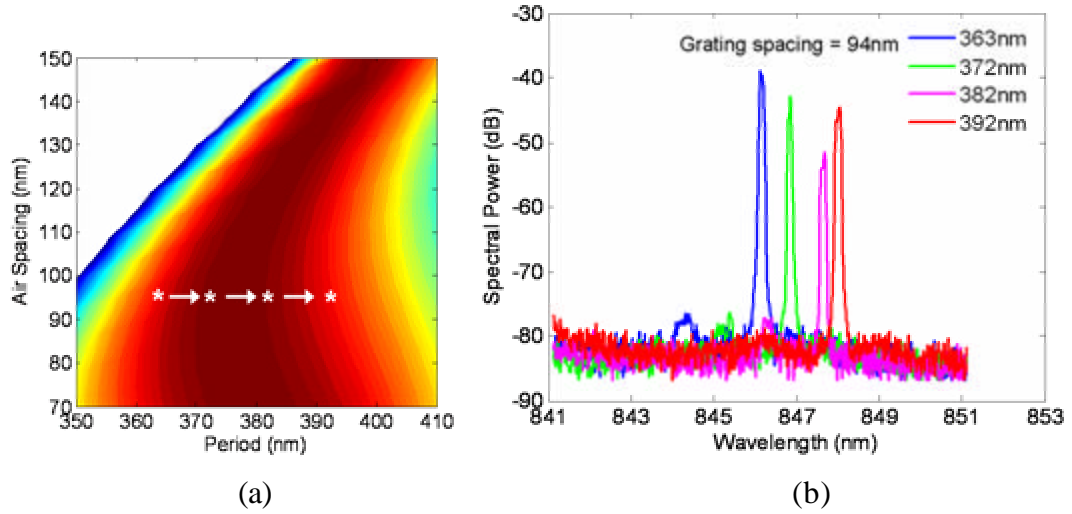 150
140
130
120
110
100
90
80
70
Air Spacing (nm)
350 360 370 380 390 400 410
Period (nm)
* * * *
(a)
-30
-40
-50
-60
-70
-80
-90
Spectral Power (dB)
Grating spacing = 94nm
363nm
372nm
382nm
392nm
841 843 845 847 849 851 853
Wavelength (nm)
(b)